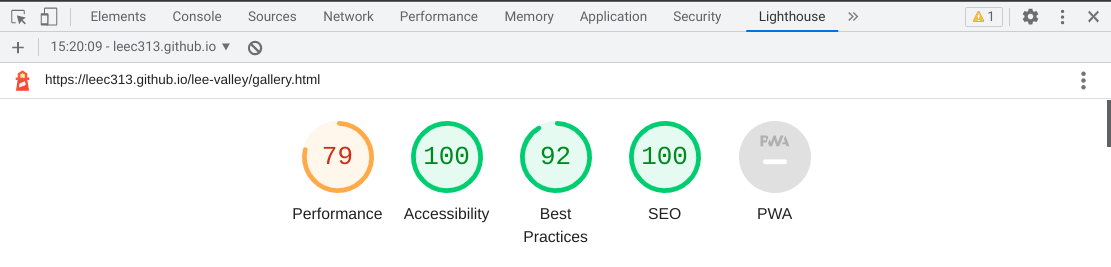 Elements Console Sources Network Performance Memory Application Security Lighthouse 1
15:20:09 - leec313.github.io
https://leec313.github.io/lee-valley/gallery.html
79 100 92 100 PWA
Performance Accessibility Best Practices SEO PWA